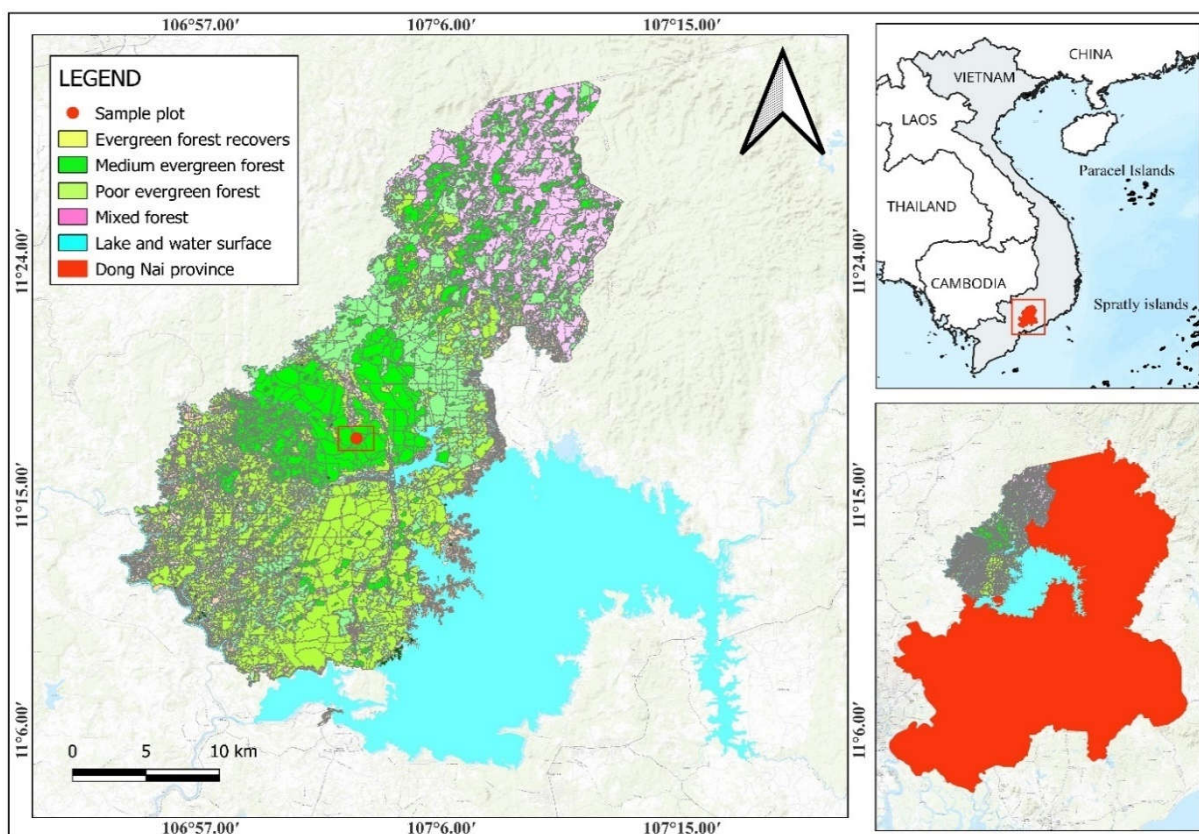 106°57.00′ 107°6.00′ 107°15.00′
LEGEND
Sample plot
Evergreen forest recovers
Medium evergreen forest
Poor evergreen forest
Mixed forest
Lake and water surface
Dong Nai province
11°24.00′
11°15.00′
11°6.00′
0 5 10 km
106°57.00′ 107°6.00′ 107°15.00′
11°24.00′
11°15.00′
11°6.00′
CHINA
VIETNAM
LAOS
Paracel Islands
THAILAND
CAMBODIA
Spratly islands